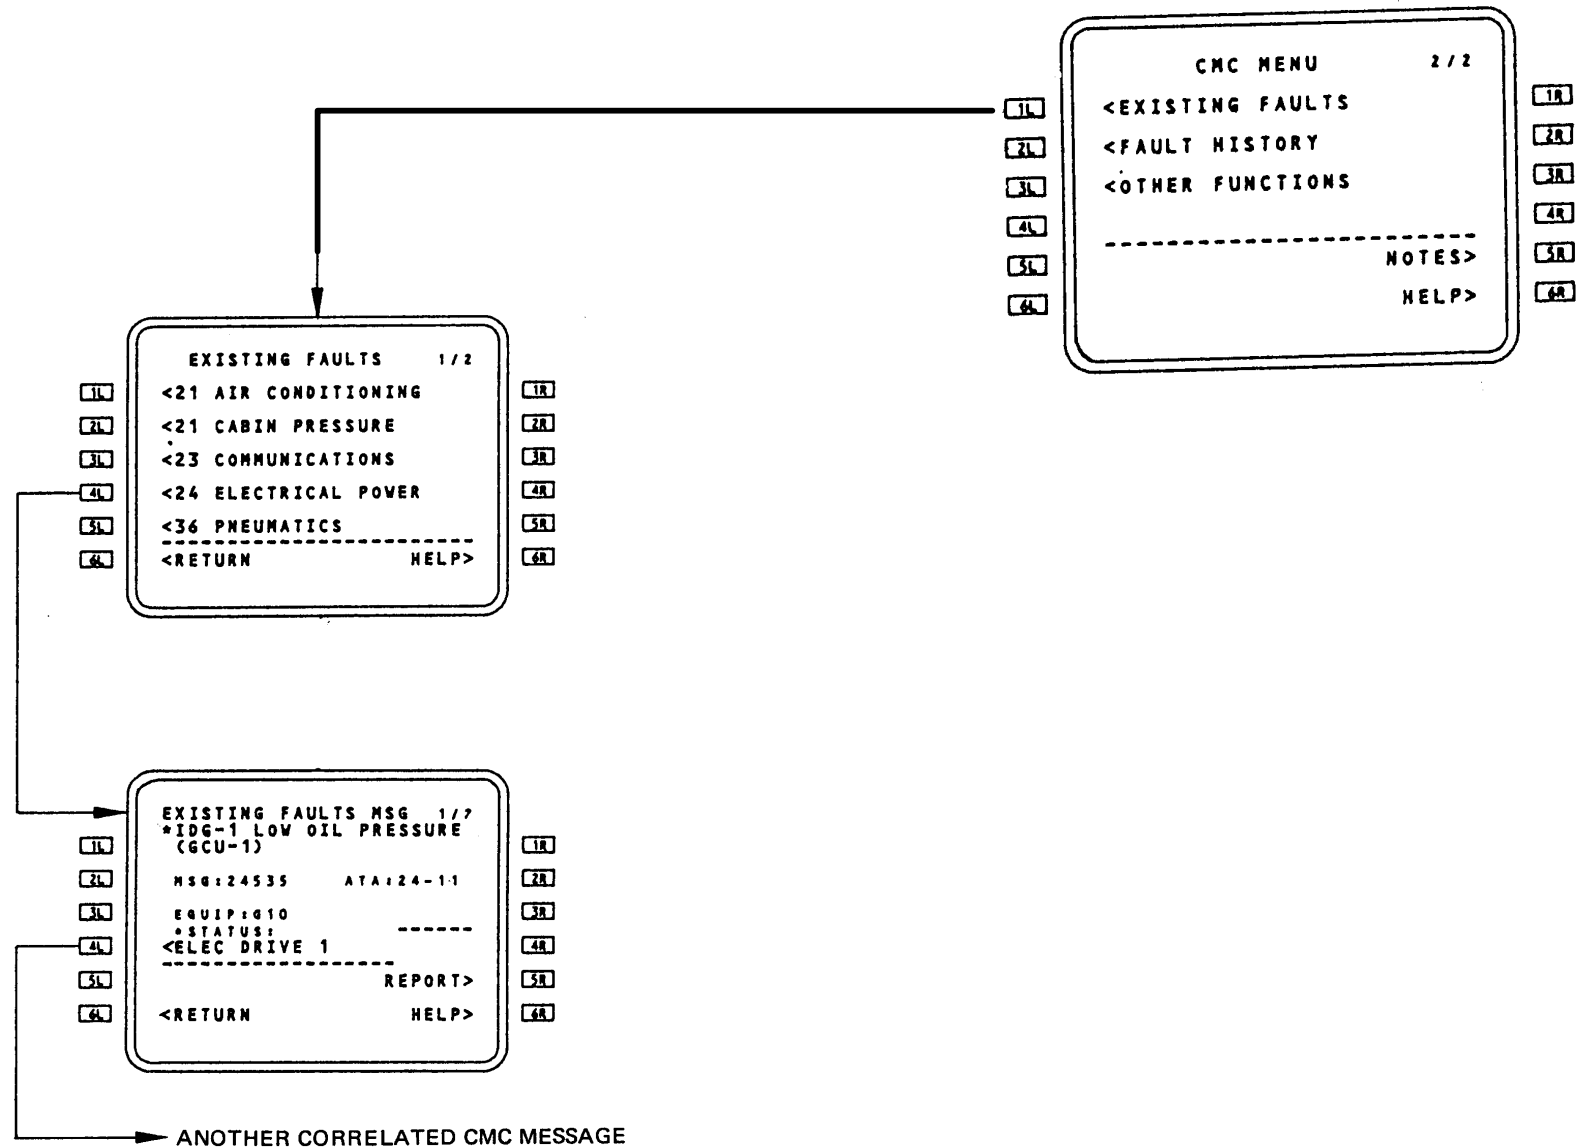 CMC MENU 2/2
1L <EXISTING FAULTS 1R
2L <FAULT HISTORY 2R
3L <OTHER FUNCTIONS 3R
4L 4R
5L NOTES> 5R
6L HELP> 6R
EXISTING FAULTS 1/2
1L <21 AIR CONDITIONING 1R
2L <21 CABIN PRESSURE 2R
3L <23 COMMUNICATIONS 3R
4L <24 ELECTRICAL POWER 4R
5L <36 PNEUMATICS 5R
6L <RETURN HELP> 6R
EXISTING FAULTS MSG 1/7
*IDG-1 LOW OIL PRESSURE
1L (GCU-1) 1R
2L MSG:24535 ATA:24-11 2R
3L EQUIP:G10 3R
*STATUS: ------
4L <ELEC DRIVE 1 4R
5L REPORT> 5R
6L <RETURN HELP> 6R
ANOTHER CORRELATED CMC MESSAGE